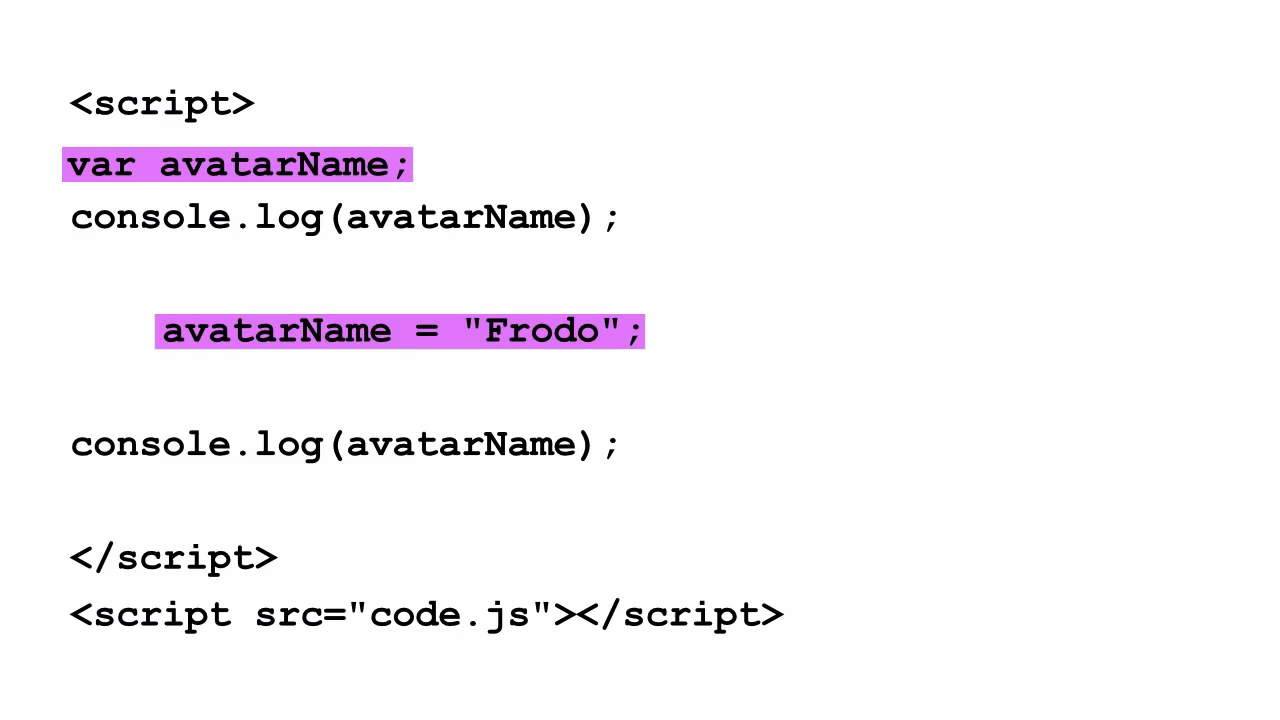 <script>
var avatarName;
console.log(avatarName);
avatarName = "Frodo";
console.log(avatarName);
</script>
<script src="code.js"></script>